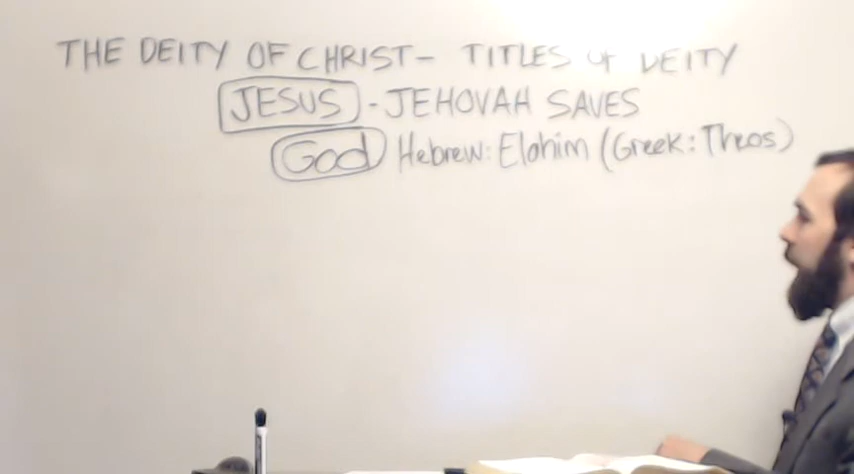 THE DEITY OF CHRIST- TITLES OF DEITY
JESUS - JEHOVAH SAVES
God Hebrew: Elohim (Greek: Theos)